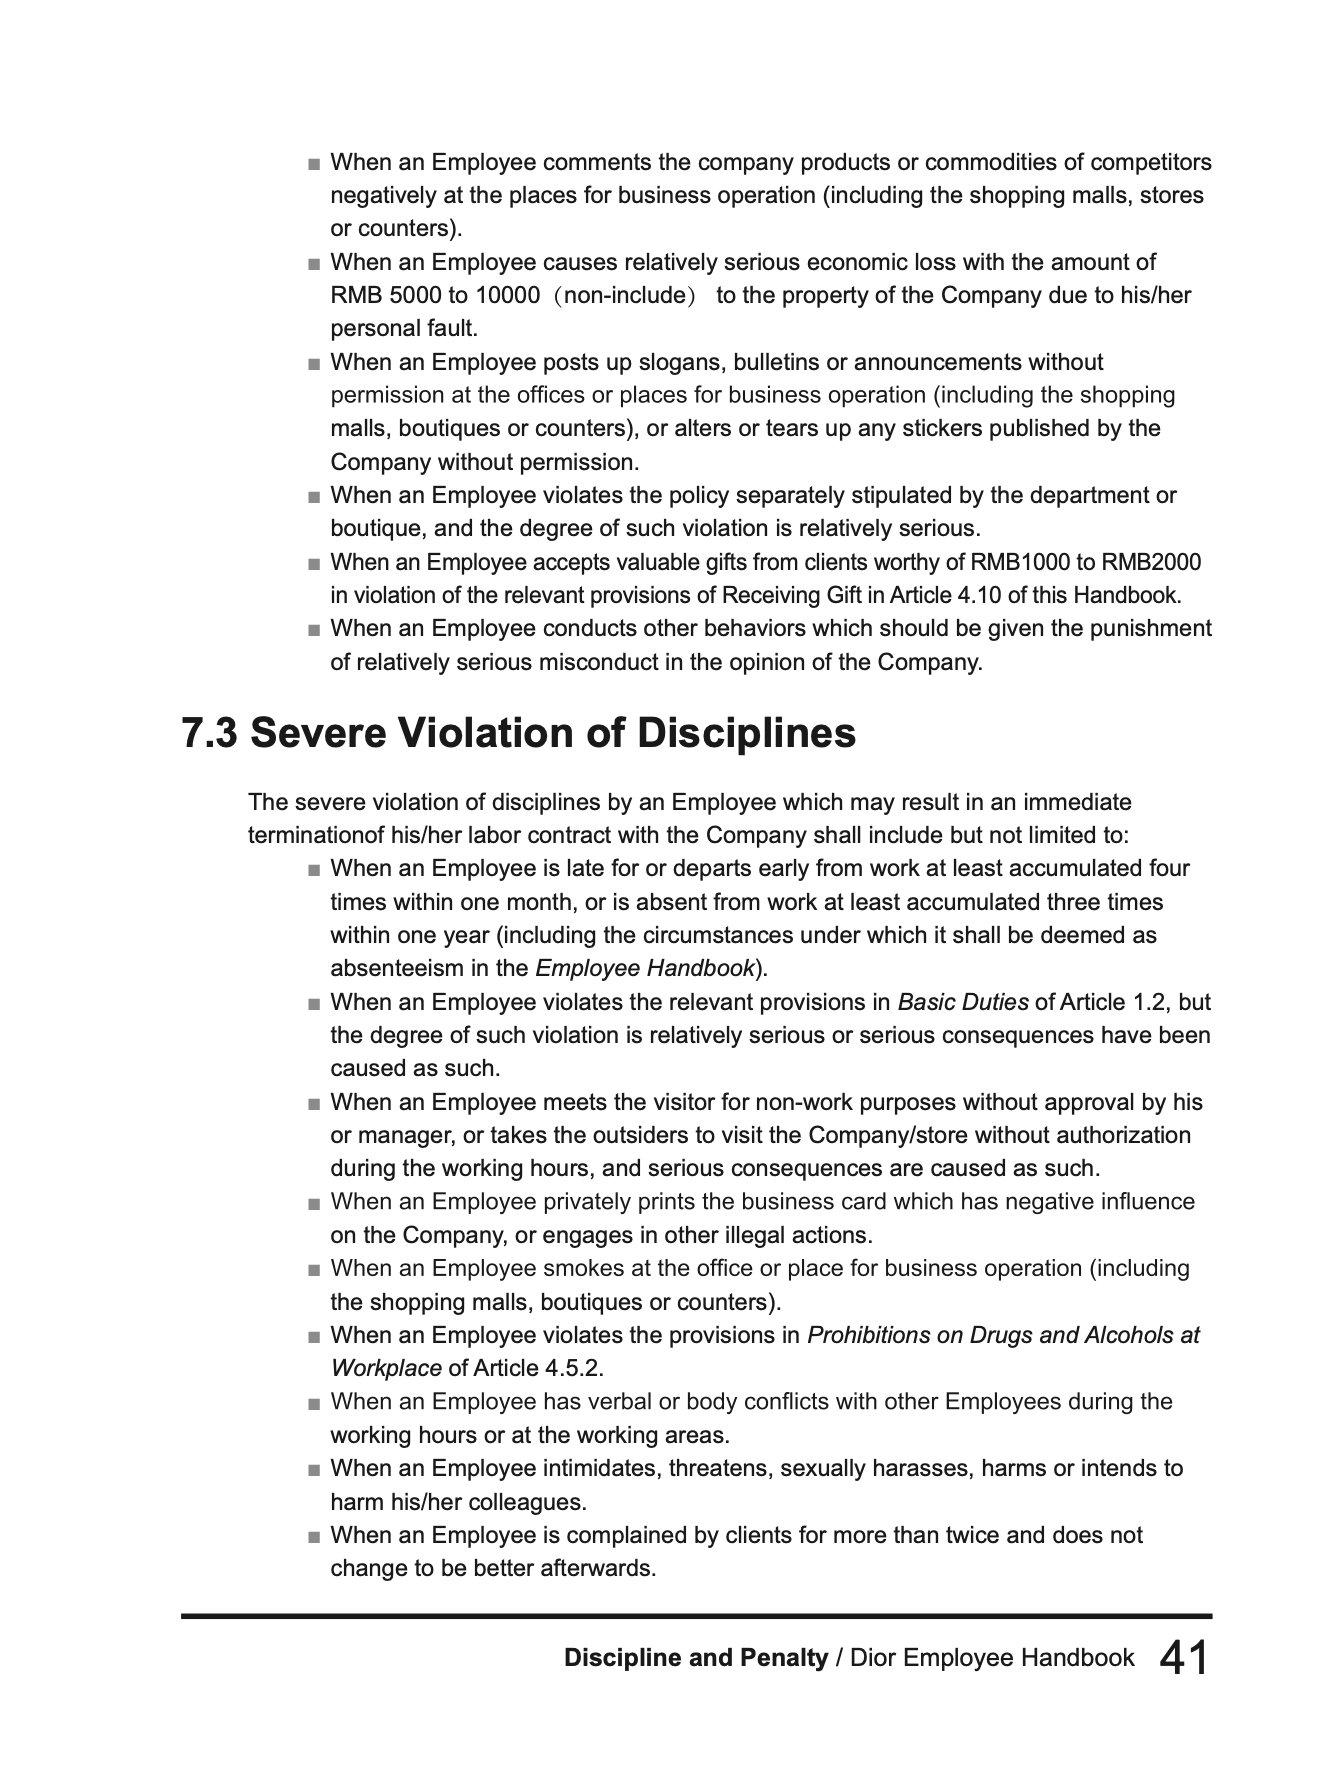 ■ When an Employee comments the company products or commodities of competitors
negatively at the places for business operation (including the shopping malls, stores
or counters).
■ When an Employee causes relatively serious economic loss with the amount of
RMB 5000 to 10000（non-include） to the property of the Company due to his/her
personal fault.
■ When an Employee posts up slogans, bulletins or announcements without
permission at the offices or places for business operation (including the shopping
malls, boutiques or counters), or alters or tears up any stickers published by the
Company without permission.
■ When an Employee violates the policy separately stipulated by the department or
boutique, and the degree of such violation is relatively serious.
■ When an Employee accepts valuable gifts from clients worthy of RMB1000 to RMB2000
in violation of the relevant provisions of Receiving Gift in Article 4.10 of this Handbook.
■ When an Employee conducts other behaviors which should be given the punishment
of relatively serious misconduct in the opinion of the Company.
7.3 Severe Violation of Disciplines
The severe violation of disciplines by an Employee which may result in an immediate
terminationof his/her labor contract with the Company shall include but not limited to:
■ When an Employee is late for or departs early from work at least accumulated four
times within one month, or is absent from work at least accumulated three times
within one year (including the circumstances under which it shall be deemed as
absenteeism in the Employee Handbook).
■ When an Employee violates the relevant provisions in Basic Duties of Article 1.2, but
the degree of such violation is relatively serious or serious consequences have been
caused as such.
■ When an Employee meets the visitor for non-work purposes without approval by his
or manager, or takes the outsiders to visit the Company/store without authorization
during the working hours, and serious consequences are caused as such.
■ When an Employee privately prints the business card which has negative influence
on the Company, or engages in other illegal actions.
■ When an Employee smokes at the office or place for business operation (including
the shopping malls, boutiques or counters).
■ When an Employee violates the provisions in Prohibitions on Drugs and Alcohols at
Workplace of Article 4.5.2.
■ When an Employee has verbal or body conflicts with other Employees during the
working hours or at the working areas.
■ When an Employee intimidates, threatens, sexually harasses, harms or intends to
harm his/her colleagues.
■ When an Employee is complained by clients for more than twice and does not
change to be better afterwards.
Discipline and Penalty / Dior Employee Handbook 41